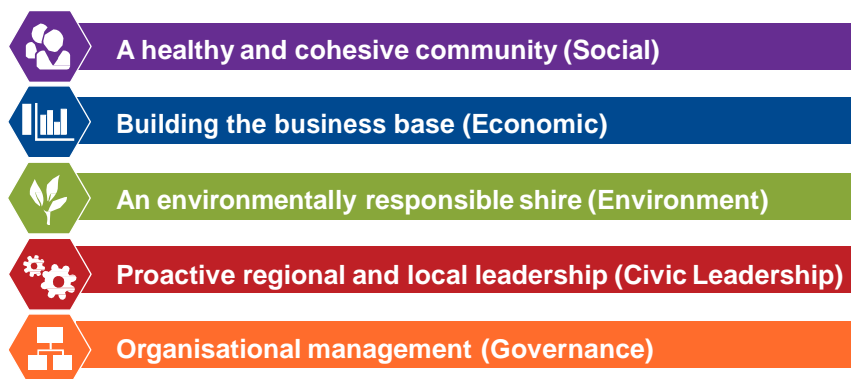 A healthy and cohesive community (Social)
Building the business base (Economic)
An environmentally responsible shire (Environment)
Proactive regional and local leadership (Civic Leadership)
Organisational management (Governance)